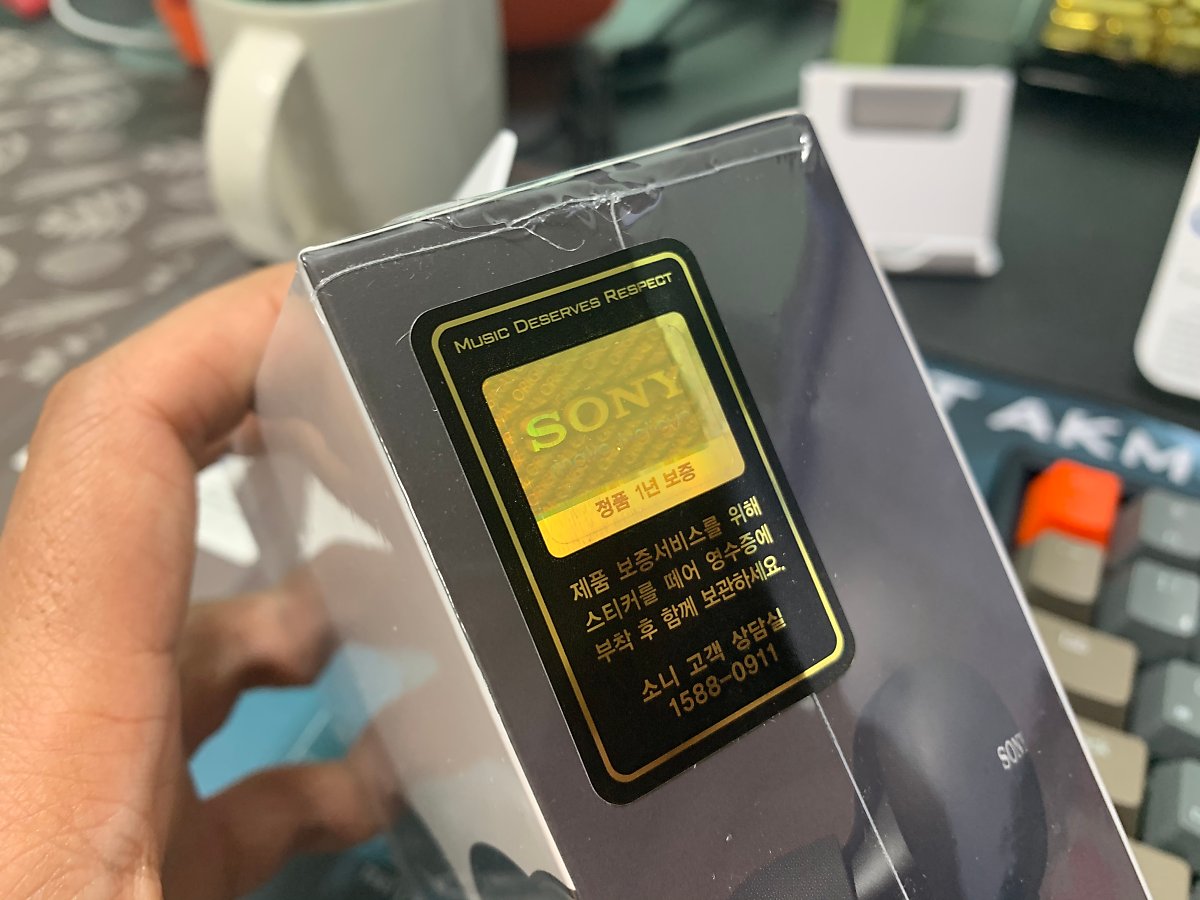 MUSIC DESERVES RESPECT
SONY
정품 1년 보증
제품 보증서비스를 위해
스티커를 떼어 영수증에
부착 후 함께 보관하세요.
소니 고객 상담실
1588-0911
SONY
AKM